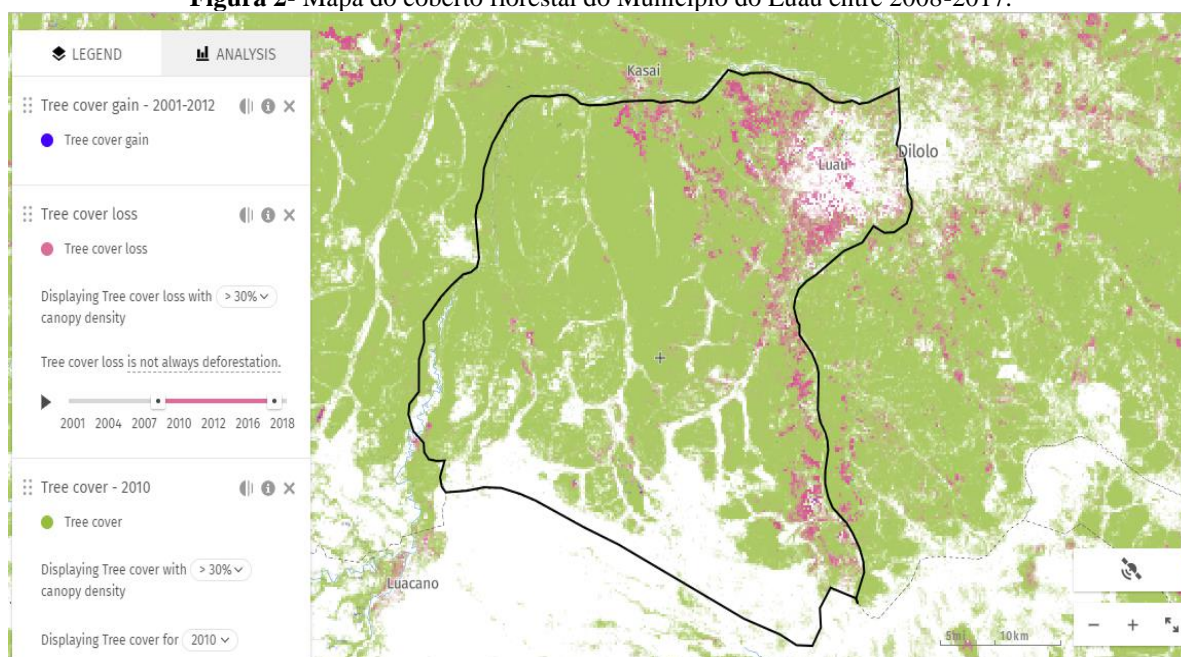 Figura 2- Mapa do coberto florestal do Município do Luau entre 2008-2017.
LEGEND
ANALYSIS
Tree cover gain - 2001-2012
Tree cover gain
Tree cover loss
Tree cover loss
Displaying Tree cover loss with > 30%
canopy density
Tree cover loss is not always deforestation.
2001 2004 2007 2010 2012 2016 2018
Tree cover - 2010
Tree cover
Displaying Tree cover with > 30%
canopy density
Displaying Tree cover for 2010
Kasai
Luau
Dilolo
Luacano
5mi
10km